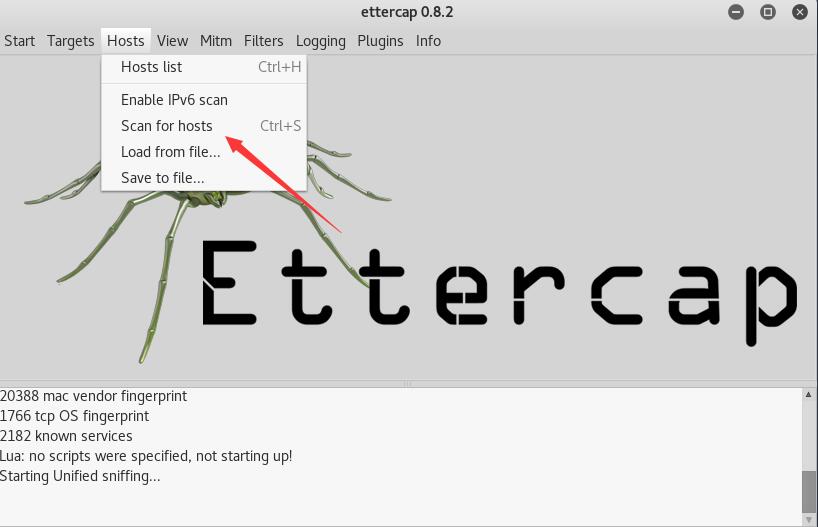 ettercap 0.8.2
Start Targets Hosts View Mitm Filters Logging Plugins Info
Hosts list Ctrl+H
Enable IPv6 scan
Scan for hosts Ctrl+S
Load from file...
Save to file...
Ettercap
20388 mac vendor fingerprint
1766 tcp OS fingerprint
2182 known services
Lua: no scripts were specified, not starting up!
Starting Unified sniffing...